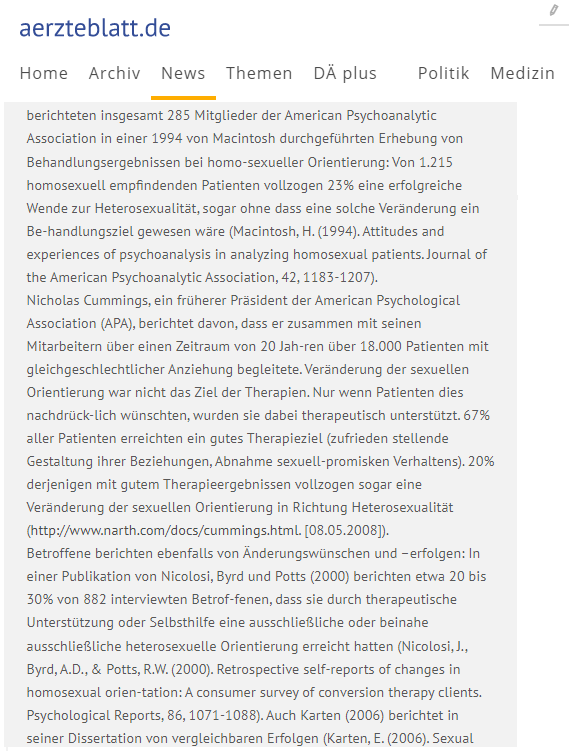 aerzteblatt.de
Home Archiv News Themen DÄ plus Politik Medizin
berichteten insgesamt 285 Mitglieder der American Psychoanalytic
Association in einer 1994 von Macintosh durchgeführten Erhebung von
Behandlungsergebnissen bei homo-sexueller Orientierung: Von 1.215
homosexuell empfindenden Patienten vollzogen 23% eine erfolgreiche
Wende zur Heterosexualität, sogar ohne dass eine solche Veränderung ein
Be-handlungsziel gewesen wäre (Macintosh, H. (1994). Attitudes and
experiences of psychoanalysis in analyzing homosexual patients. Journal of
the American Psychoanalytic Association, 42, 1183-1207).
Nicholas Cummings, ein früherer Präsident der American Psychological
Association (APA), berichtet davon, dass er zusammen mit seinen
Mitarbeitern über einen Zeitraum von 20 Jah-ren über 18.000 Patienten mit
gleichgeschlechtlicher Anziehung begleitete. Veränderung der sexuellen
Orientierung war nicht das Ziel der Therapien. Nur wenn Patienten dies
nachdrück-lich wünschten, wurden sie dabei therapeutisch unterstützt. 67%
aller Patienten erreichten ein gutes Therapieziel (zufrieden stellende
Gestaltung ihrer Beziehungen, Abnahme sexuell-promisken Verhaltens). 20%
derjenigen mit gutem Therapieergebnissen vollzogen sogar eine
Veränderung der sexuellen Orientierung in Richtung Heterosexualität
(http://www.narth.com/docs/cummings.html. [08.05.2008]).
Betroffene berichten ebenfalls von Änderungswünschen und –erfolgen: In
einer Publikation von Nicolosi, Byrd und Potts (2000) berichten etwa 20 bis
30% von 882 interviewten Betrof-fenen, dass sie durch therapeutische
Unterstützung oder Selbsthilfe eine ausschließliche oder beinahe
ausschließliche heterosexuelle Orientierung erreicht hatten (Nicolosi, J.,
Byrd, A.D., & Potts, R.W. (2000). Retrospective self-reports of changes in
homosexual orien-tation: A consumer survey of conversion therapy clients.
Psychological Reports, 86, 1071-1088). Auch Karten (2006) berichtet in
seiner Dissertation von vergleichbaren Erfolgen (Karten, E. (2006). Sexual